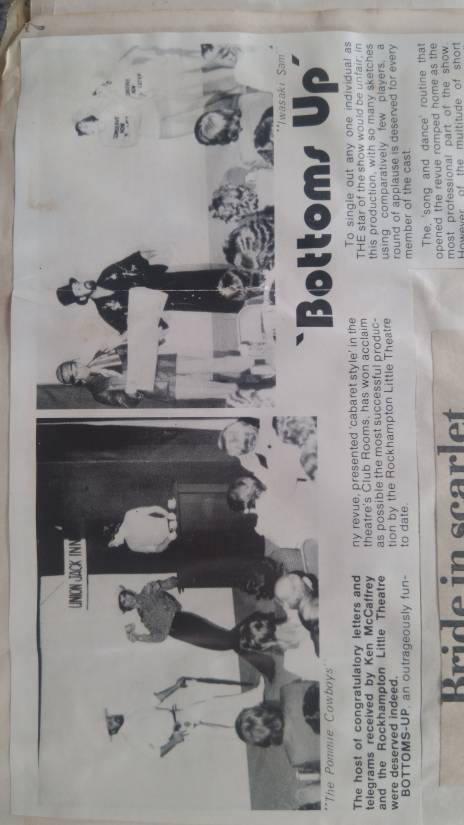 UNION JACK INN
"The Pommie Cowboys"
"Iwasaki Sam"
'Bottoms Up'
The host of congratulatory letters and
telegrams received by Ken McCaffrey
and the Rockhampton Little Theatre
were deserved indeed.
BOTTOMS-UP, an outrageously fun-
ny revue, presented 'cabaret style' in the
theatre's Club Rooms, has won acclaim
as possible the most successful produc-
tion by the Rockhampton Little Theatre
to date.
To single out any one individual as
THE star of the show would be unfair; in
this production, with so many sketches
using comparatively few players, a
round of applause is deserved for every
member of the cast.
The, 'song and dance' routine that
opened the revue romped home as the
most professional part of the show.
However, the multitude of short
Bride in scarlet